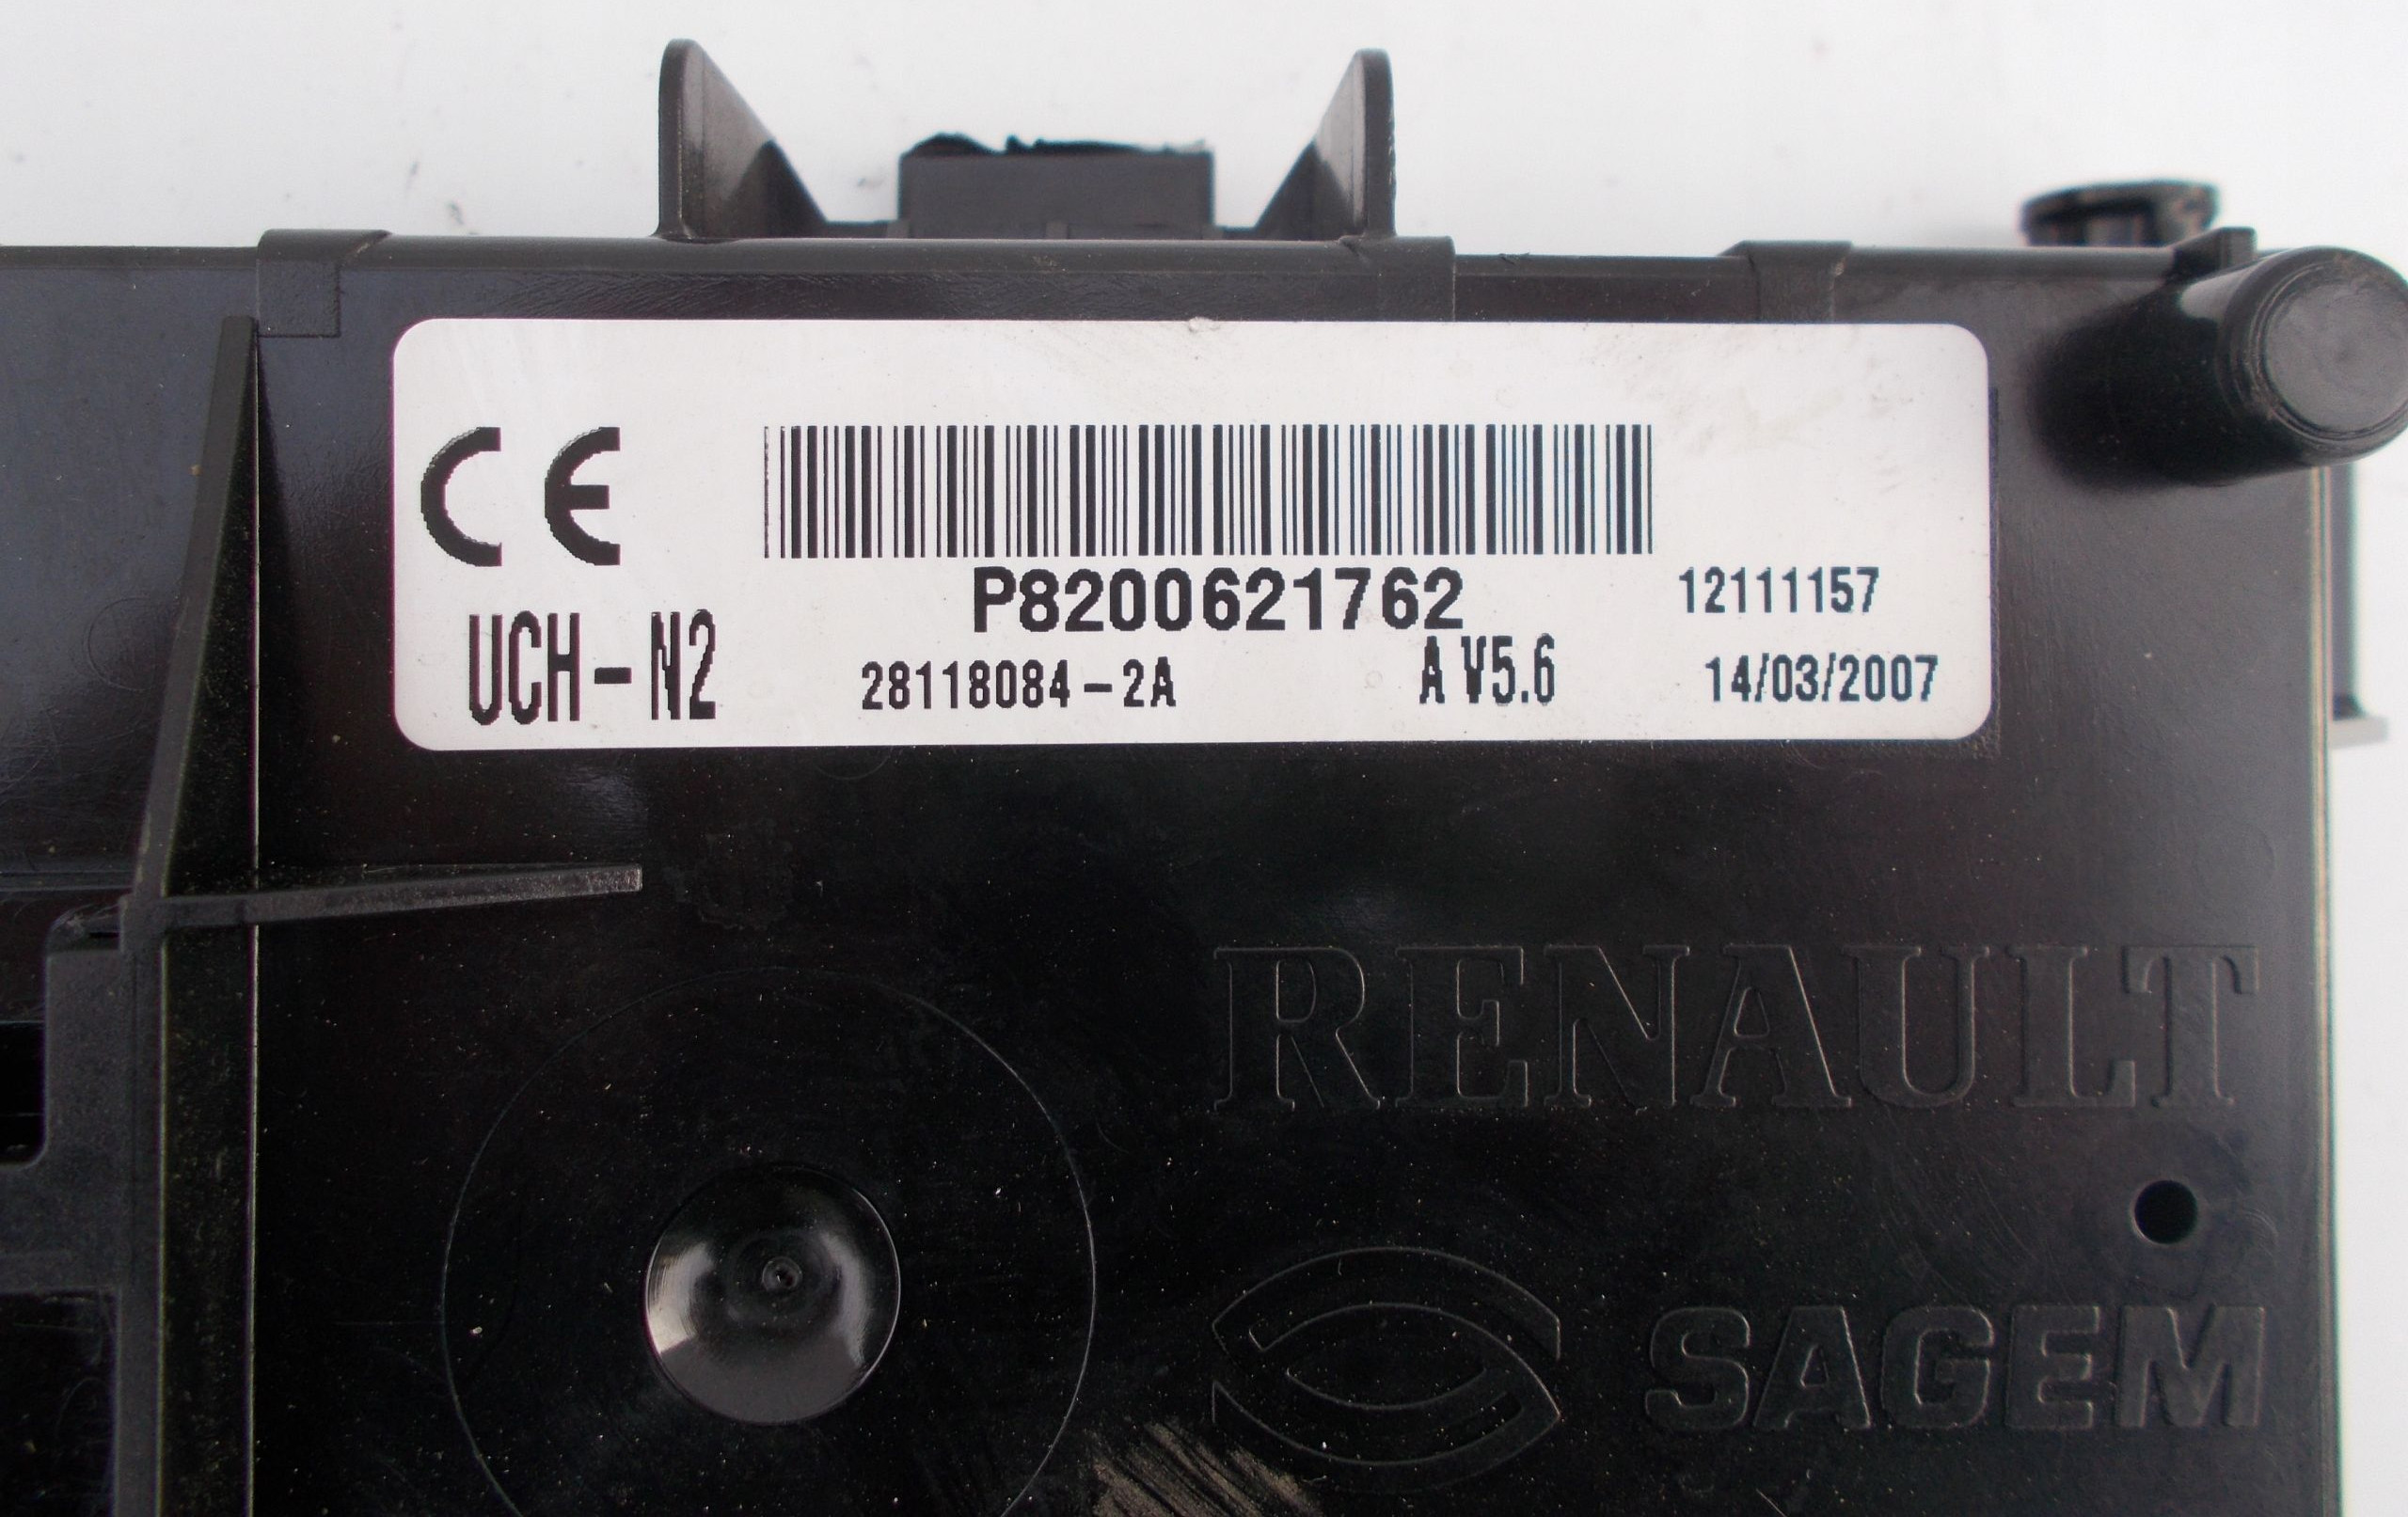 CE
P8200621762
12111157
UCH-N2
28118084-2A
A V5.6
14/03/2007
RENAULT
SAGEM